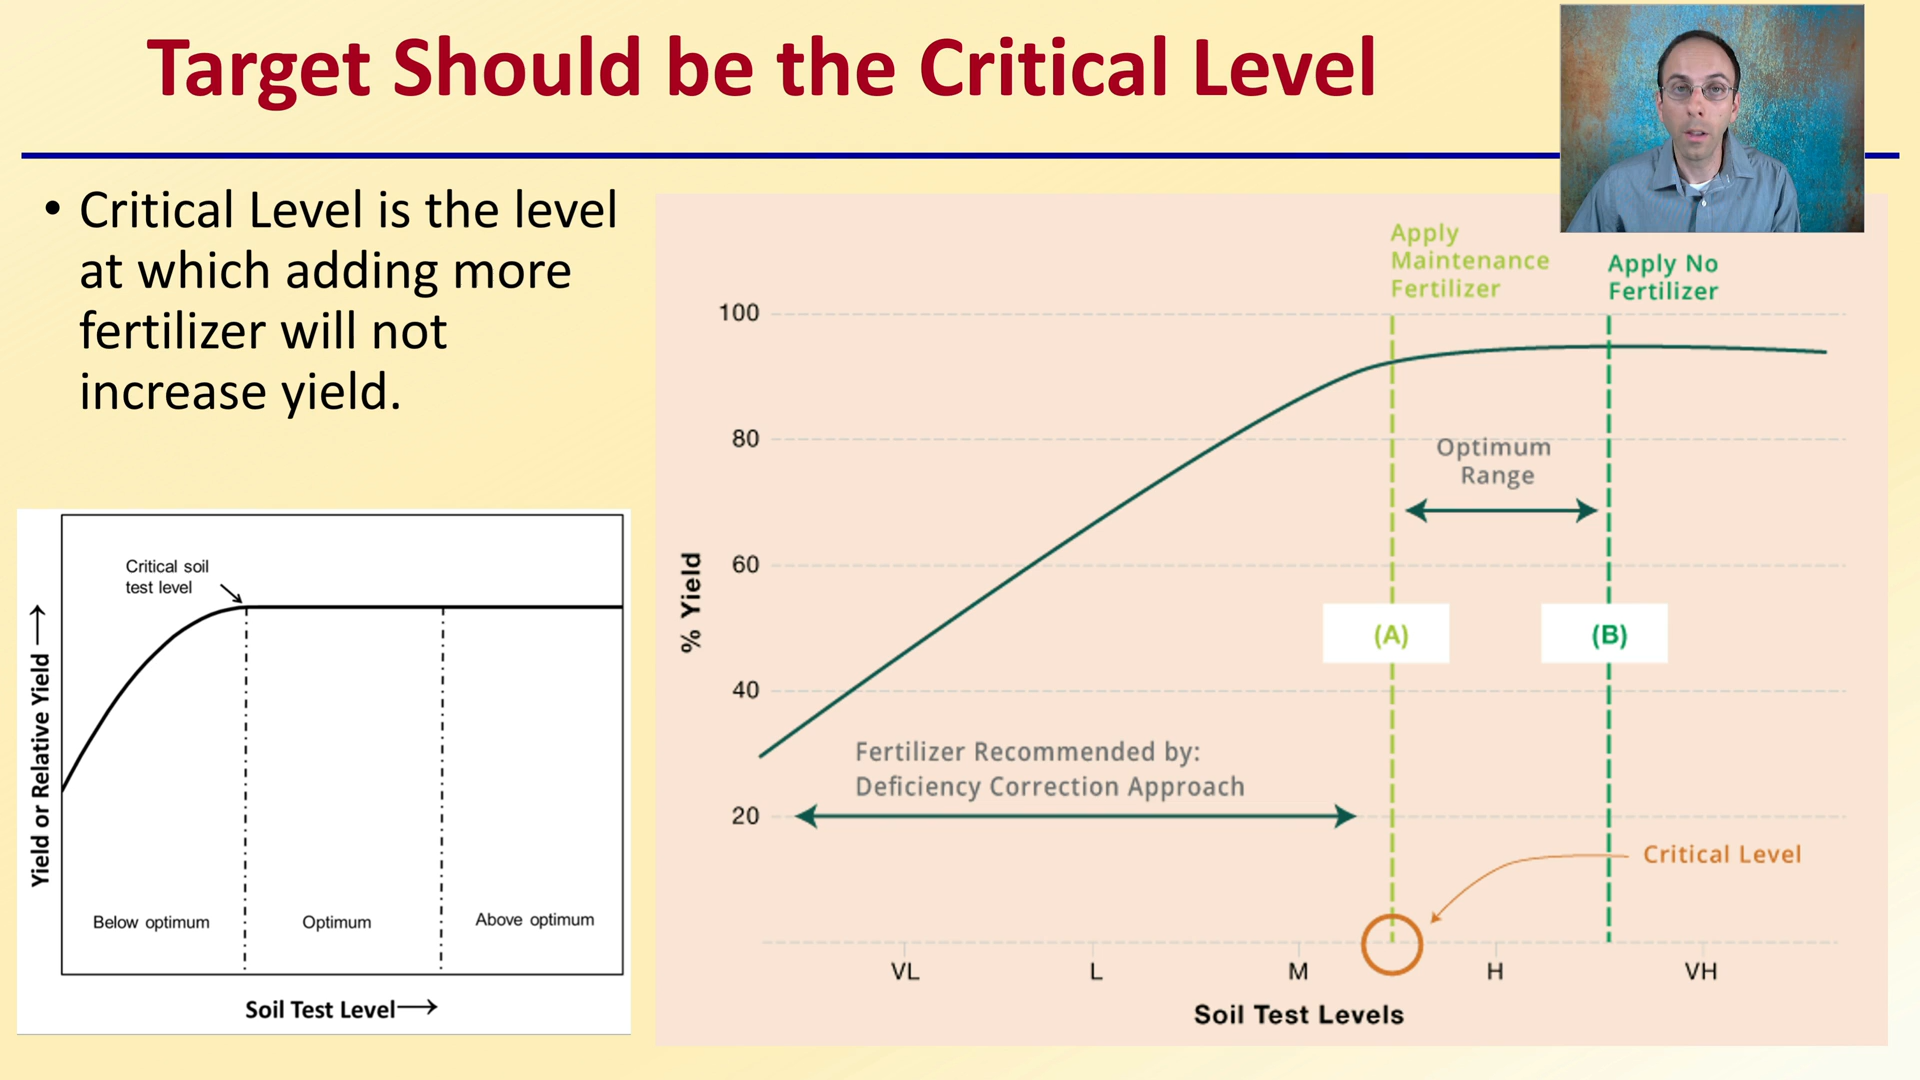 Target Should be the Critical Level
• Critical Level is the level
at which adding more
fertilizer will not
increase yield.
Critical soil
test level
Yield or Relative Yield →
Below optimum
Optimum
Above optimum
Soil Test Level→
Apply
Maintenance
Fertilizer
Apply No
Fertilizer
100
80
60
40
20
% Yield
Optimum
Range
(A)
(B)
Fertilizer Recommended by:
Deficiency Correction Approach
Critical Level
VL
L
M
H
VH
Soil Test Levels